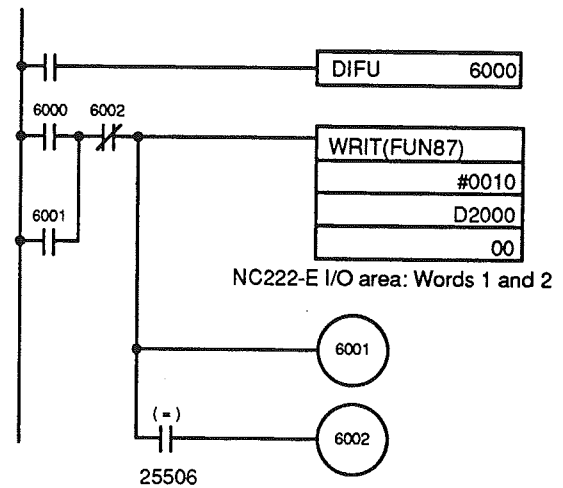 DIFU 6000
6000 6002
WRIT(FUN87)
#0010
D2000
00
6001
NC222-E I/O area: Words 1 and 2
6001
(=)
6002
25506